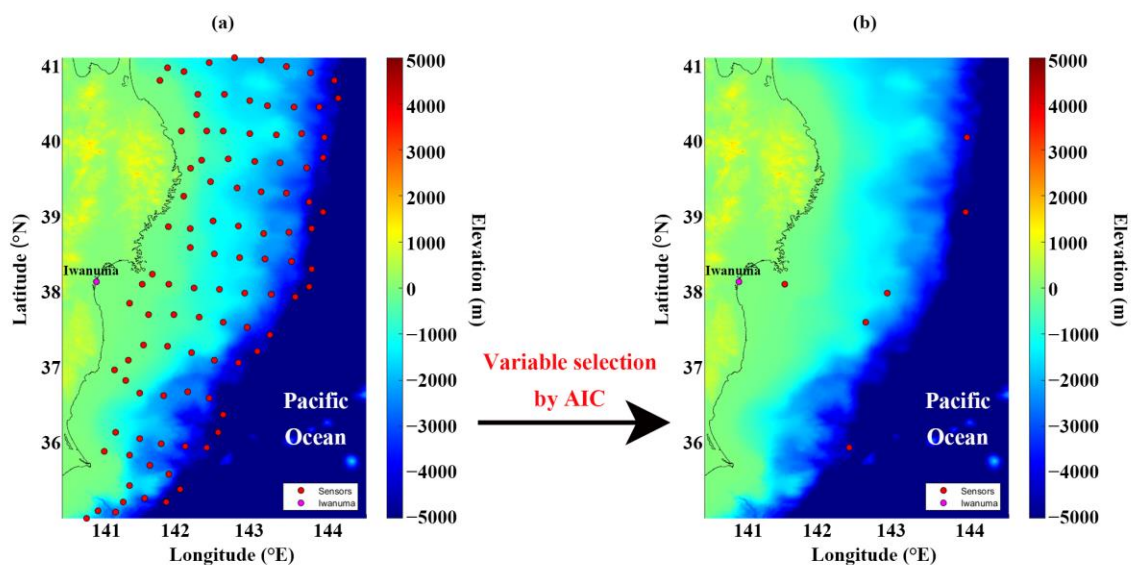 (a)
41
40
39
38
37
36
141
142
143
144
Latitude (°N)
Longitude (°E)
Iwanuma
Pacific
Ocean
Sensors
Iwanuma
5000
4000
3000
2000
1000
0
−1000
−2000
−3000
−4000
−5000
Elevation (m)
Variable selection
by AIC
(b)
41
40
39
38
37
36
141
142
143
144
Latitude (°N)
Longitude (°E)
Iwanuma
Pacific
Ocean
Sensors
Iwanuma
5000
4000
3000
2000
1000
0
−1000
−2000
−3000
−4000
−5000
Elevation (m)